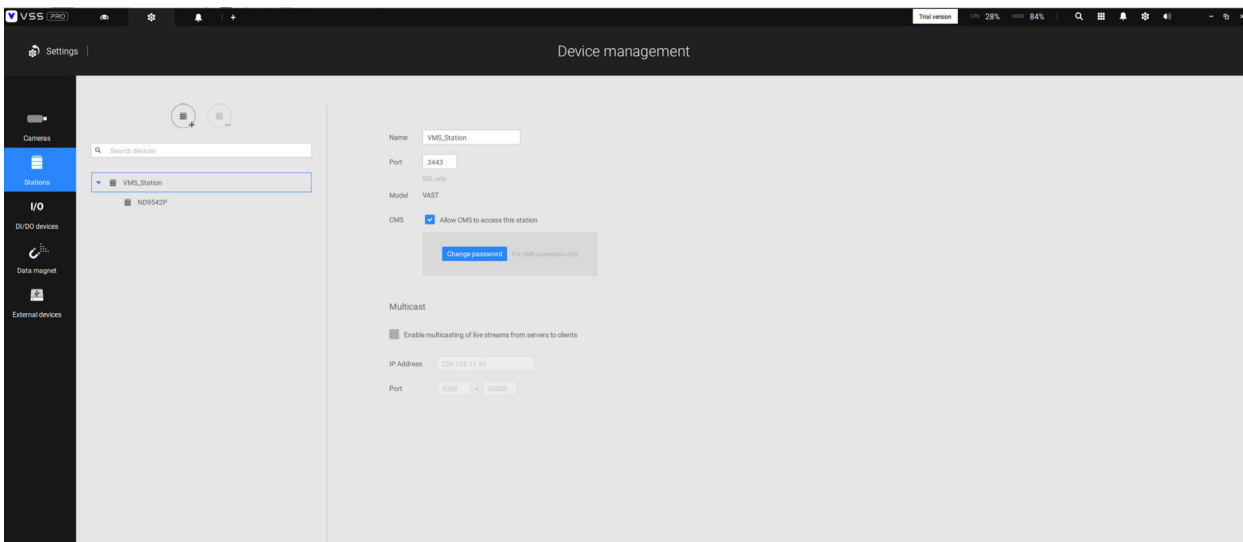 VSS PRO
Trial version CPU 28% MEM 84%
Settings
Device management
Cameras
Stations
I/O
DI/DO devices
Data magnet
External devices
Search devices
VMS_Station
ND9542P
Name VMS_Station
Port 3443
SSL only
Model VAST
CMS Allow CMS to access this station
Change password For CMS connection only
Multicast
Enable multicasting of live streams from servers to clients
IP Address 239.128.11.99
Port 5000 ~ 30000